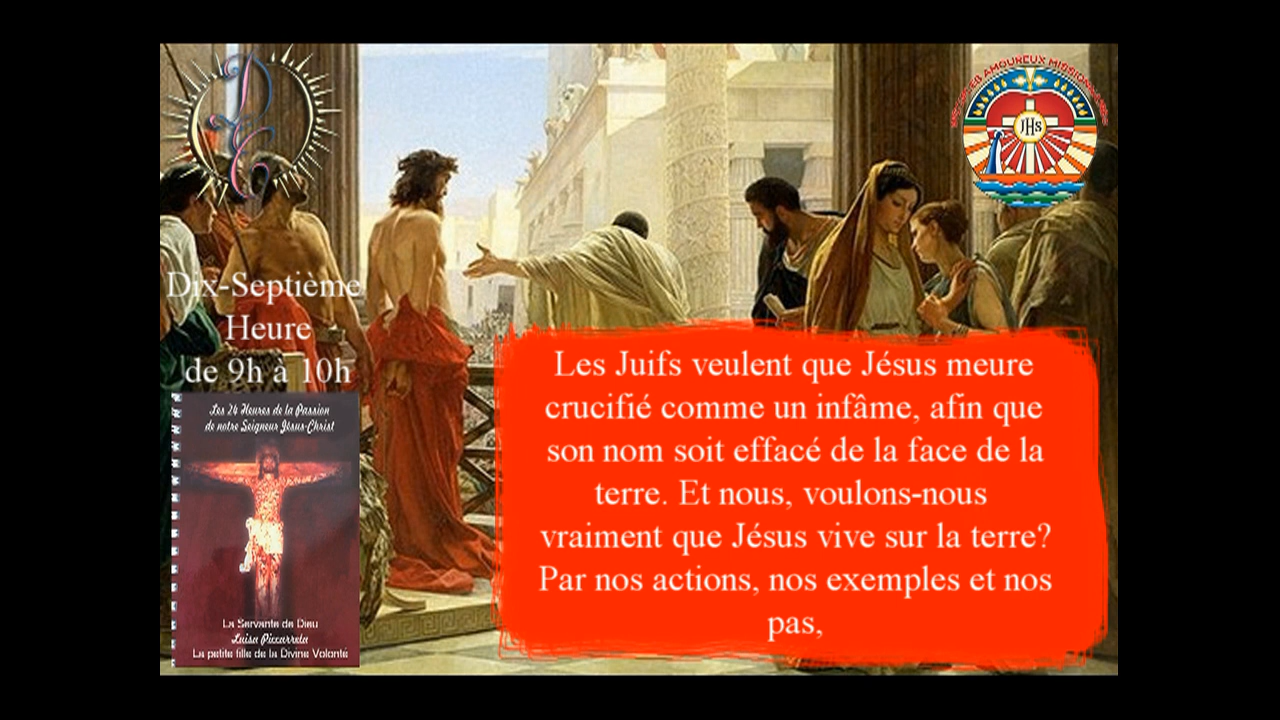 Dix-Septième
Heure
de 9h à 10h
Les 24 Heures de la Passion
de notre Seigneur Jésus-Christ
La Servante de Dieu
Luisa Piccarreta
La petite fille de la Divine Volonté
AMOUREUX
JHS
Les Juifs veulent que Jésus meure
crucifié comme un infâme, afin que
son nom soit effacé de la face de la
terre. Et nous, voulons-nous
vraiment que Jésus vive sur la terre?
Par nos actions, nos exemples et nos
pas,